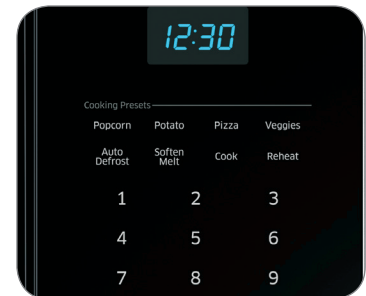 12:30
Cooking Presets
Popcorn Potato Pizza Veggies
Auto Defrost Soften Melt Cook Reheat
1 2 3
4 5 6
7 8 9